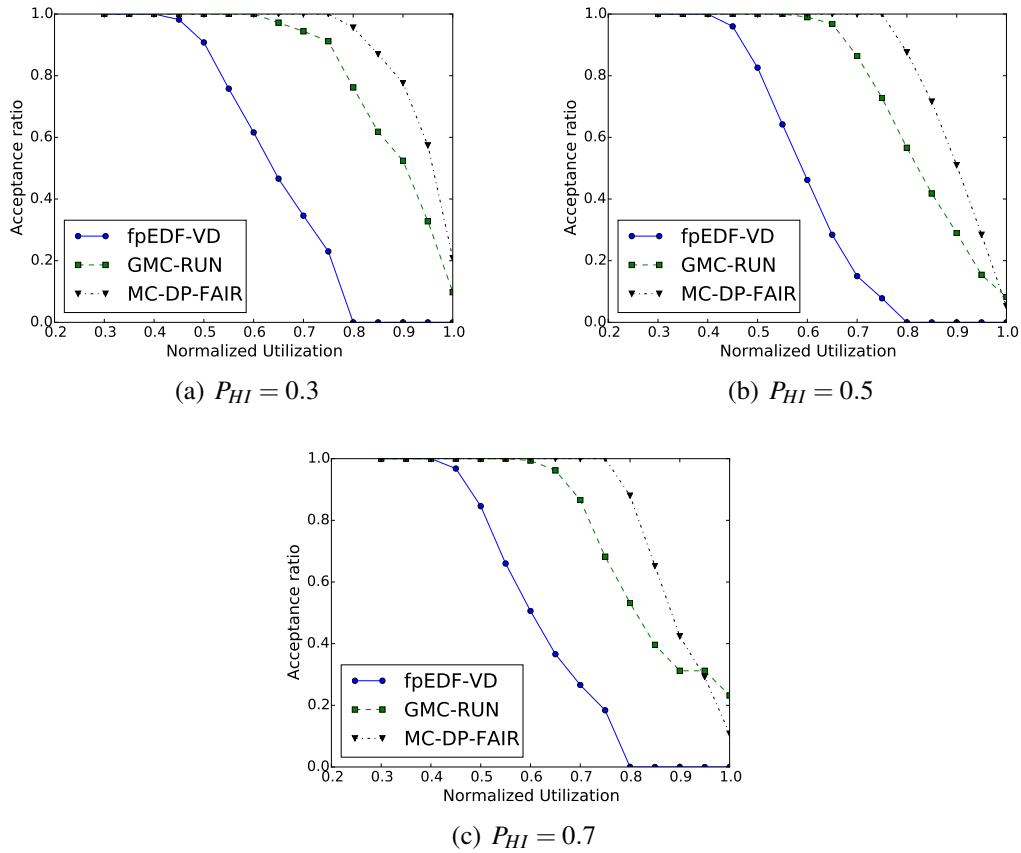 1.0
0.8
0.6
0.4
0.2
0.0
Acceptance ratio
fpEDF-VD
GMC-RUN
MC-DP-FAIR
0.2 0.3 0.4 0.5 0.6 0.7 0.8 0.9 1.0
Normalized Utilization
(a) P_{HI} = 0.3
1.0
0.8
0.6
0.4
0.2
0.0
Acceptance ratio
fpEDF-VD
GMC-RUN
MC-DP-FAIR
0.2 0.3 0.4 0.5 0.6 0.7 0.8 0.9 1.0
Normalized Utilization
(b) P_{HI} = 0.5
1.0
0.8
0.6
0.4
0.2
0.0
Acceptance ratio
fpEDF-VD
GMC-RUN
MC-DP-FAIR
0.2 0.3 0.4 0.5 0.6 0.7 0.8 0.9 1.0
Normalized Utilization
(c) P_{HI} = 0.7